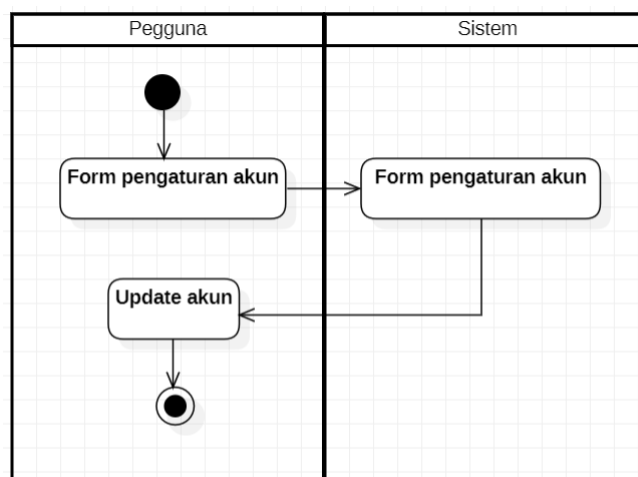 Pegguna
Sistem
Form pengaturan akun
Form pengaturan akun
Update akun